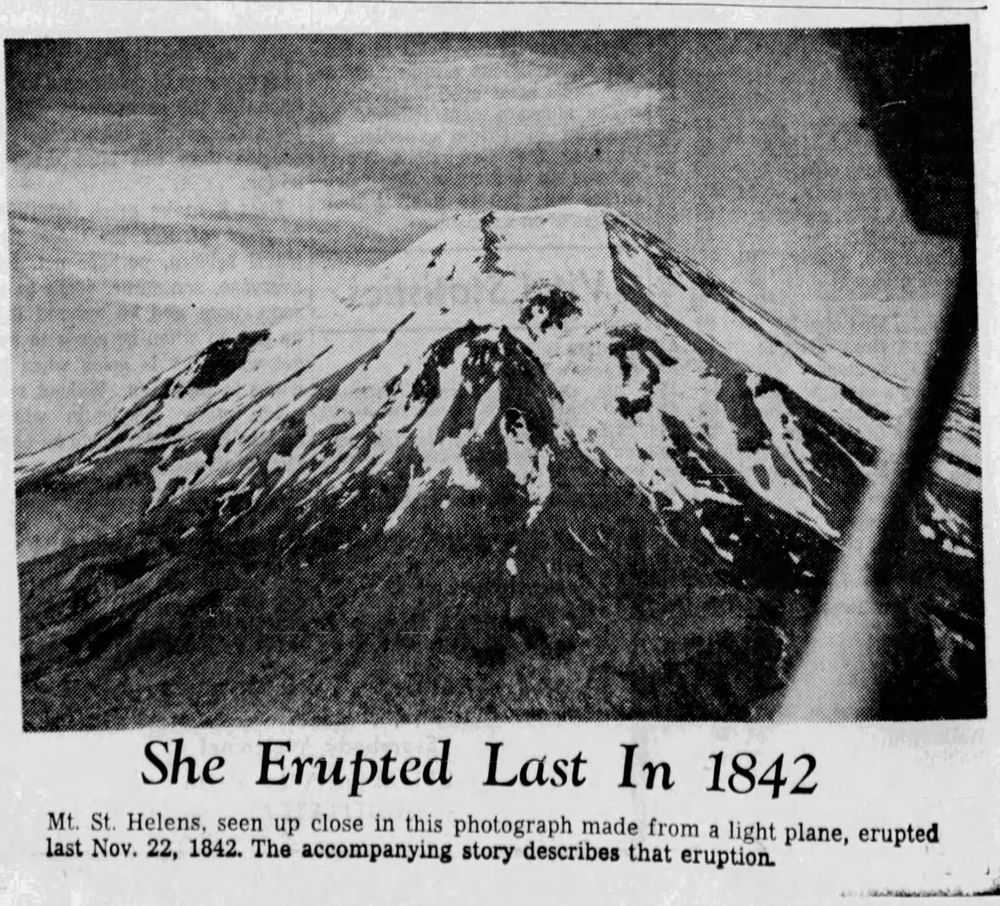 She Erupted Last In 1842
Mt. St. Helens, seen up close in this photograph made from a light plane, erupted
last Nov. 22, 1842. The accompanying story describes that eruption.